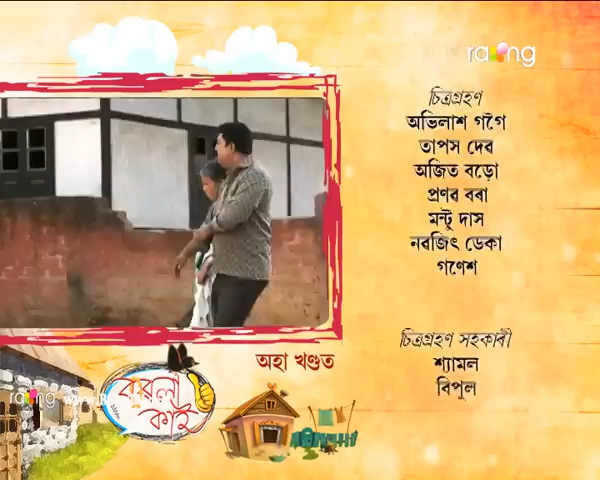 rang
চিত্ৰগ্ৰহণ
অভিলাশ গগৈ
তাপস দেৱ
অজিত বড়ো
প্ৰণৱ বৰা
মন্টু দাস
নৱজিৎ ডেকা
গণেশ
চিত্ৰগ্ৰহণ সহকাৰী
শ্যামল
বিপুল
অহা খণ্ডত
বেৱলা
কাই
rang